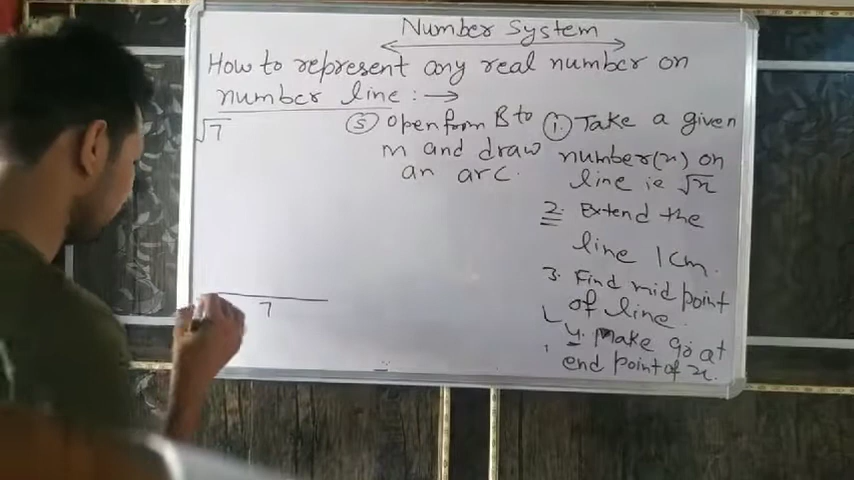 Number System
How to represent any real number on
number line : →
√7
⑤ Open from B to
m and draw
an arc.
① Take a given
number (x) on
line ie √x
2. Extend the
line 1cm.
3. Find mid point
of line.
4. Make 90 at
end point of x.
7